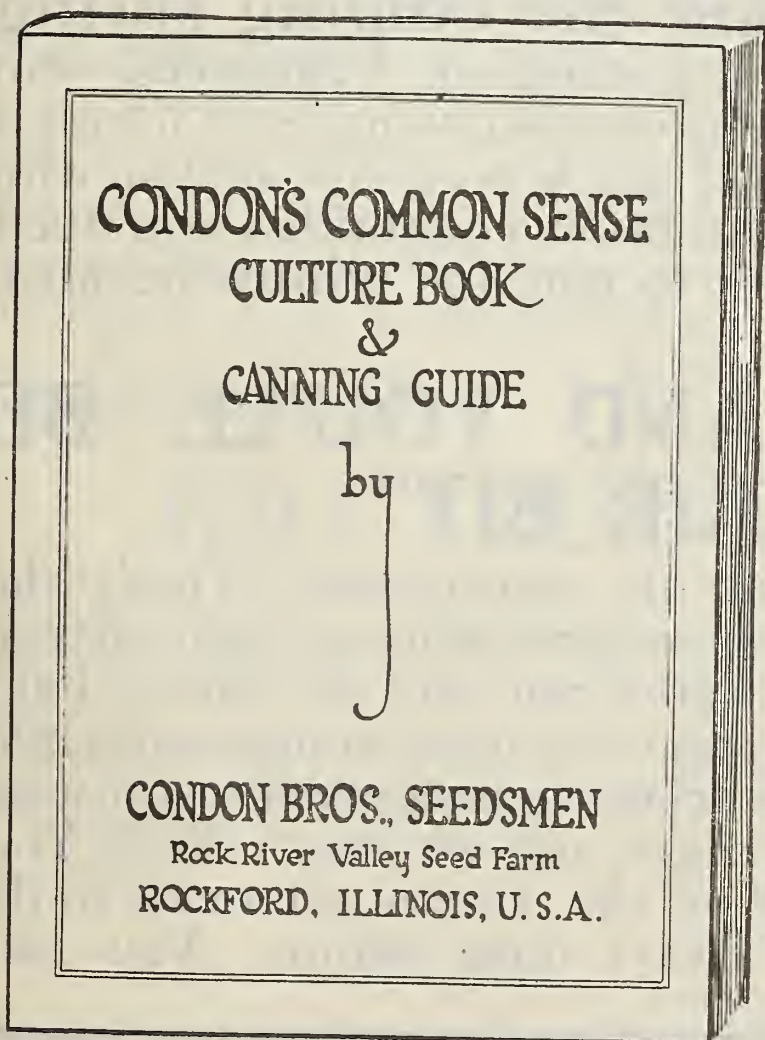 CONDON'S COMMON SENSE
CULTURE BOOK
&
CANNING GUIDE
by
CONDON BROS., SEEDSMEN
Rock River Valley Seed Farm
ROCKFORD, ILLINOIS, U. S. A.